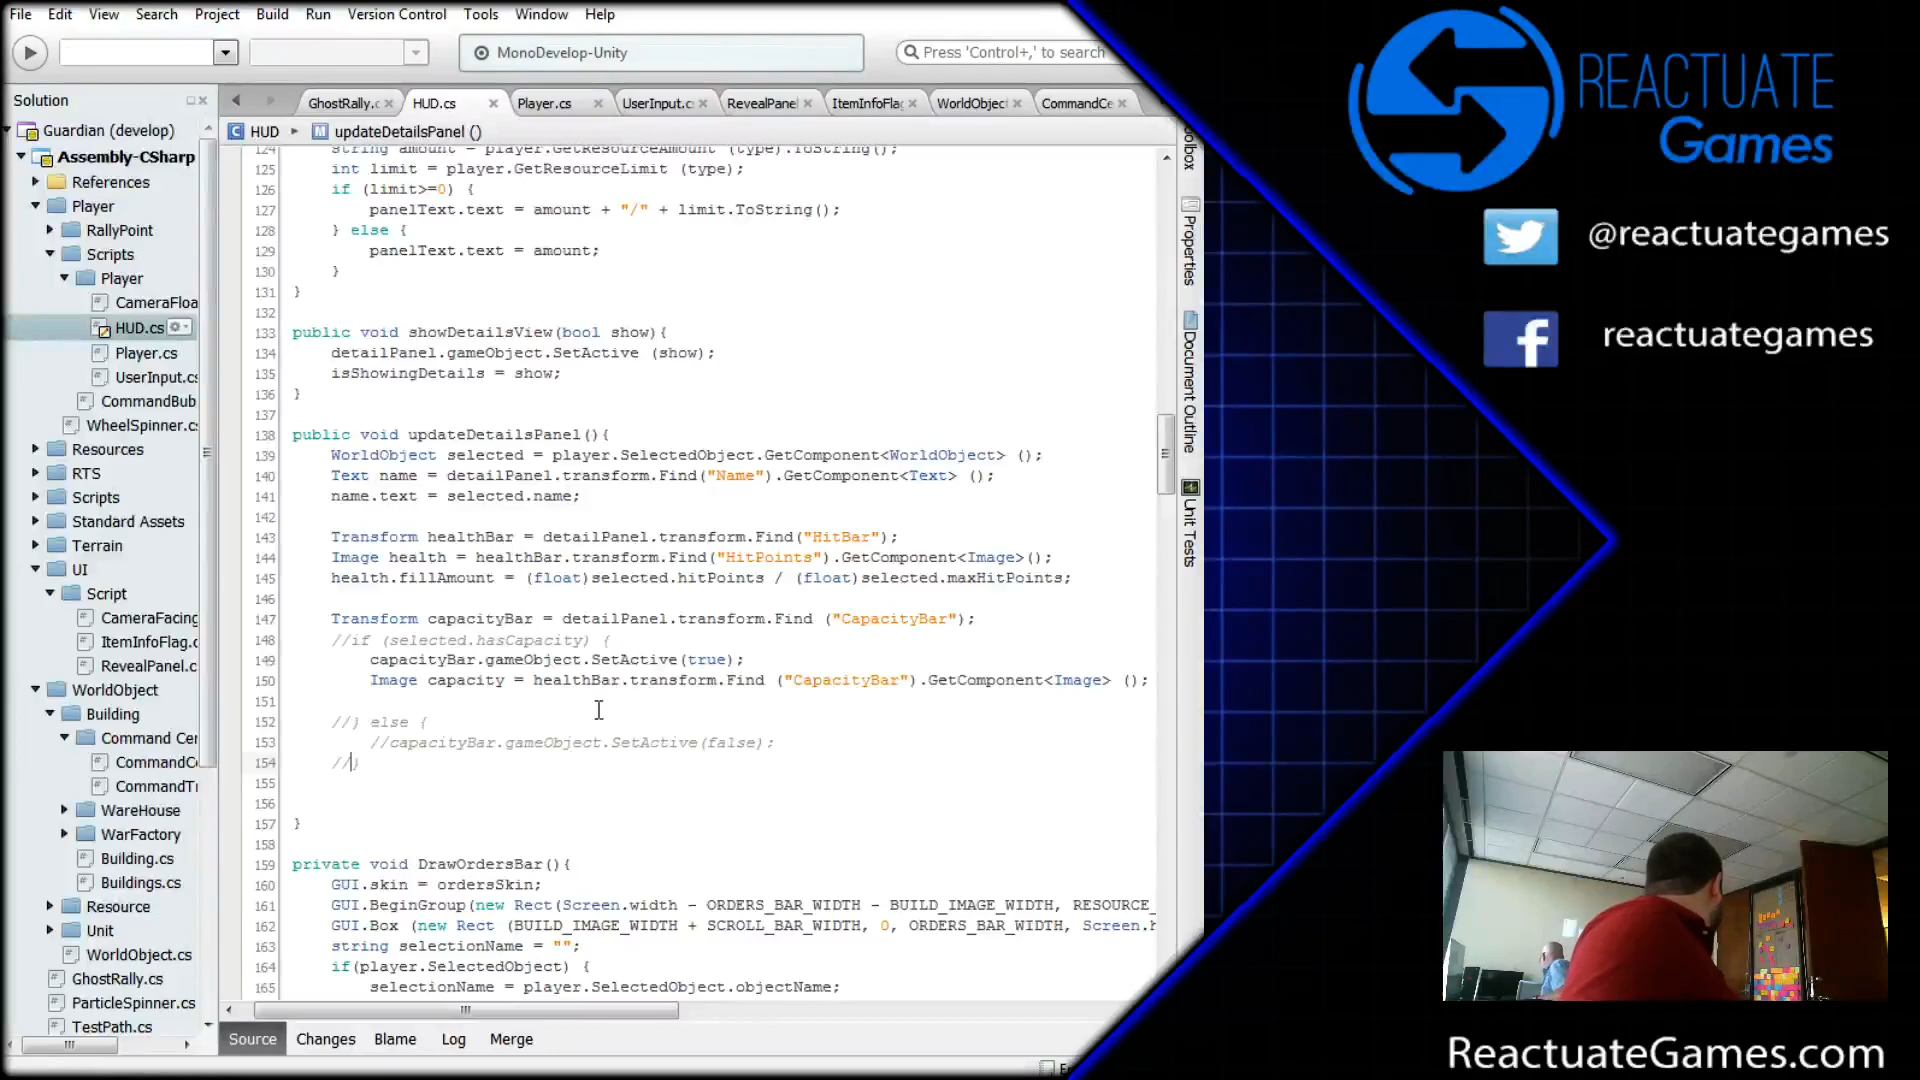 File Edit View Search Project Build Run Version Control Tools Window Help
MonoDevelop-Unity
Press 'Control+,' to search
Solution
GhostRally.c
HUD.cs
Player.cs
UserInput.c
RevealPanel
ItemInfoFlag
WorldObject
CommandCe
HUD
updateDetailsPanel ()
Guardian (develop)
Assembly-CSharp
References
Player
RallyPoint
Scripts
Player
CameraFloa
HUD.cs
Player.cs
UserInput.cs
CommandBub
WheelSpinner.cs
Resources
RTS
Scripts
Standard Assets
Terrain
UI
Script
CameraFacing
ItemInfoFlag.c
RevealPanel.c
WorldObject
Building
Command Cen
CommandC
CommandT
WareHouse
WarFactory
Building.cs
Buildings.cs
Resource
Unit
WorldObject.cs
GhostRally.cs
ParticleSpinner.cs
TestPath.cs
124 string amount = player.GetResourceAmount (type).ToString();
125 int limit = player.GetResourceLimit (type);
126 if (limit>=0) {
127 panelText.text = amount + "/" + limit.ToString();
128 } else {
129 panelText.text = amount;
130 }
131 }
132
133 public void showDetailsView(bool show){
134 detailPanel.gameObject.SetActive (show);
135 isShowingDetails = show;
136 }
137
138 public void updateDetailsPanel(){
139 WorldObject selected = player.SelectedObject.GetComponent<WorldObject> ();
140 Text name = detailPanel.transform.Find("Name").GetComponent<Text> ();
141 name.text = selected.name;
142
143 Transform healthBar = detailPanel.transform.Find("HitBar");
144 Image health = healthBar.transform.Find("HitPoints").GetComponent<Image>();
145 health.fillAmount = (float)selected.hitPoints / (float)selected.maxHitPoints;
146
147 Transform capacityBar = detailPanel.transform.Find ("CapacityBar");
148 //if (selected.hasCapacity) {
149 capacityBar.gameObject.SetActive(true);
150 Image capacity = healthBar.transform.Find ("CapacityBar").GetComponent<Image> ();
151
152 //} else {
153 //capacityBar.gameObject.SetActive(false);
154 //}
155
156
157 }
158
159 private void DrawOrdersBar(){
160 GUI.skin = ordersSkin;
161 GUI.BeginGroup(new Rect(Screen.width - ORDERS_BAR_WIDTH - BUILD_IMAGE_WIDTH, RESOURCE_
162 GUI.Box (new Rect (BUILD_IMAGE_WIDTH + SCROLL_BAR_WIDTH, 0, ORDERS_BAR_WIDTH, Screen.h
163 string selectionName = "";
164 if(player.SelectedObject) {
165 selectionName = player.SelectedObject.objectName;
Source Changes Blame Log Merge
Properties
Document Outline
Unit Tests
REACTUATE
Games
@reactuategames
reactuategames
ReactuateGames.com